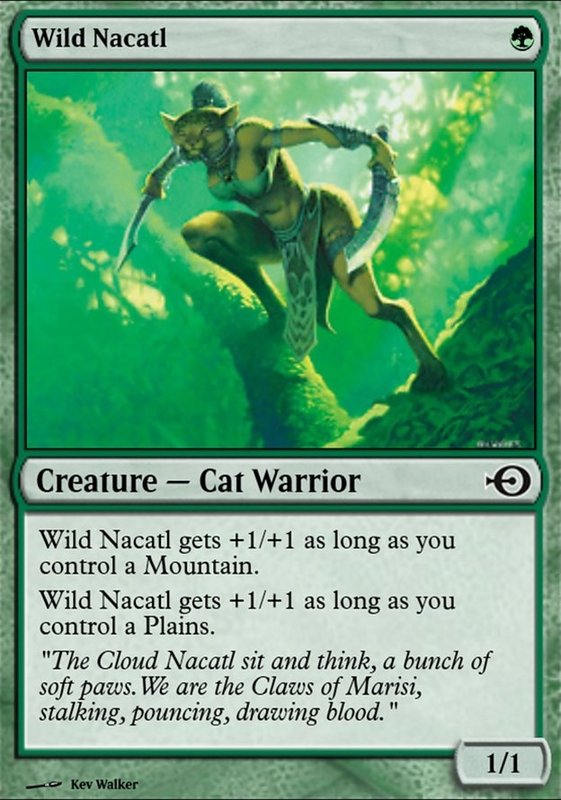 Wild Nacatl
Creature — Cat Warrior
Wild Nacatl gets +1/+1 as long as you
control a Mountain.
Wild Nacatl gets +1/+1 as long as you
control a Plains.
"The Cloud Nacatl sit and think, a bunch of
soft paws. We are the Claws of Marisi,
stalking, pouncing, drawing blood."
1/1
Kev Walker